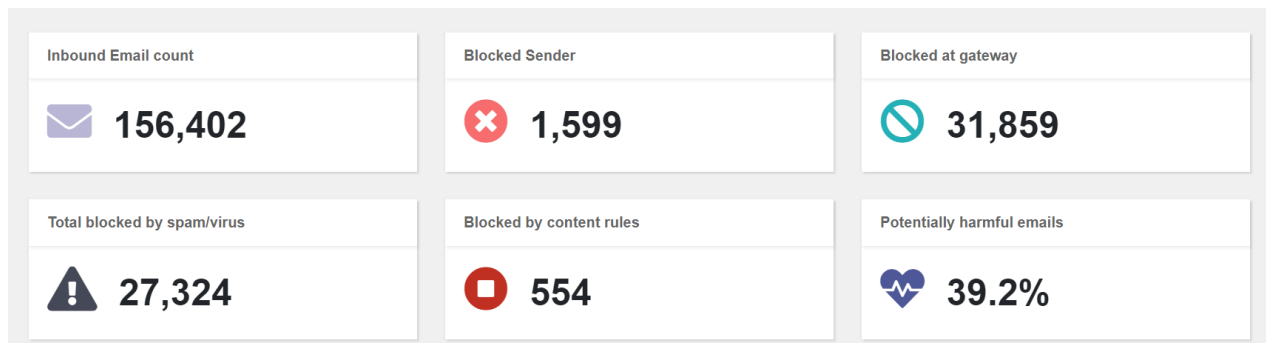 Inbound Email count
156,402
Blocked Sender
1,599
Blocked at gateway
31,859
Total blocked by spam/virus
27,324
Blocked by content rules
554
Potentially harmful emails
39.2%